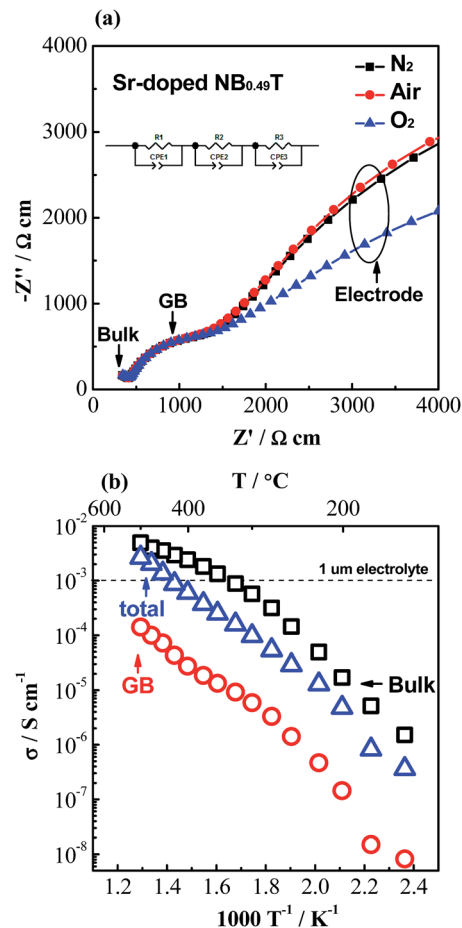 (a)
4000
3000
2000
1000
0
-Z'' / Ω cm
Sr-doped NB0.49T
N2
Air
O2
R1
R2
R3
CPE1
CPE2
CPE3
GB
Bulk
Electrode
0
1000
2000
3000
4000
Z' / Ω cm
(b)
T / °C
600
400
200
10-2
10-3
10-4
10-5
10-6
10-7
10-8
σ / S cm-1
1 um electrolyte
total
GB
Bulk
1.2
1.4
1.6
1.8
2.0
2.2
2.4
1000 T-1 / K-1